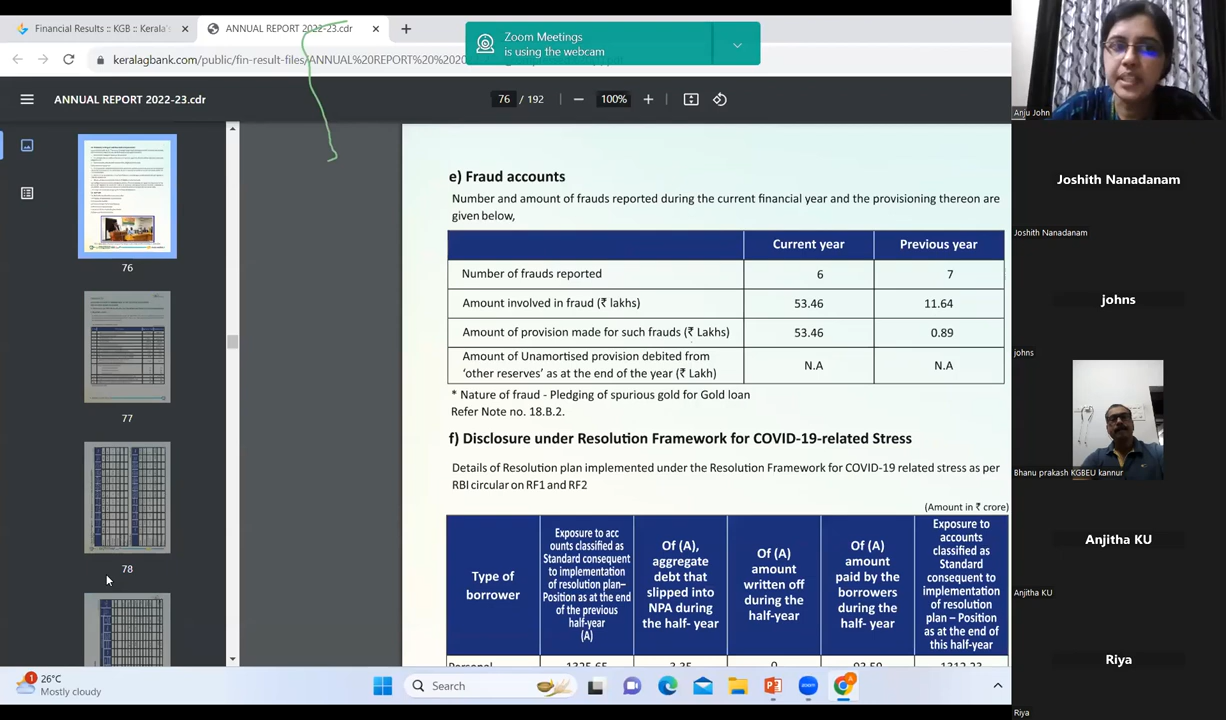 Financial Results :: KGB :: Kerala's
ANNUAL REPORT 2022-23.cdr
Zoom Meetings
is using the webcam
keralagbank.com/public/fin-result-files/ANNUAL%20REPORT%20%202
ANNUAL REPORT 2022-23.cdr
76 / 192
100%
76
77
78
e) Fraud accounts
Number and amount of frauds reported during the current financial year and the provisioning thereon are
given below,
Current year Previous year
Number of frauds reported 6 7
Amount involved in fraud (₹ lakhs) 53.46 11.64
Amount of provision made for such frauds (₹ Lakhs) 53.46 0.89
Amount of Unamortised provision debited from
‘other reserves’ as at the end of the year (₹ Lakh) N.A N.A
* Nature of fraud - Pledging of spurious gold for Gold loan
Refer Note no. 18.B.2.
f) Disclosure under Resolution Framework for COVID-19-related Stress
Details of Resolution plan implemented under the Resolution Framework for COVID-19 related stress as per
RBI circular on RF1 and RF2
(Amount in ₹ crore)
Type of
borrower
Exposure to acc
ounts classified as
Standard consequent
to implementation
of resolution plan–
Position as at the end
of the previous
half-year
(A)
Of (A),
aggregate
debt that
slipped into
NPA during
the half- year
Of (A)
amount
written off
during the
half-year
Of (A)
amount
paid by the
borrowers
during the
half- year
Exposure to
accounts
classified as
Standard
consequent to
implementation
of resolution
plan – Position
as at the end of
this half-year
Personal 1325.65 3.35 0 93.59 1312.23
1
26°C
Mostly cloudy
Search
Anju John
Joshith Nanadanam
Joshith Nanadanam
johns
johns
Bhanu prakash KGBEU kannur
Anjitha KU
Anjitha KU
Riya
Riya